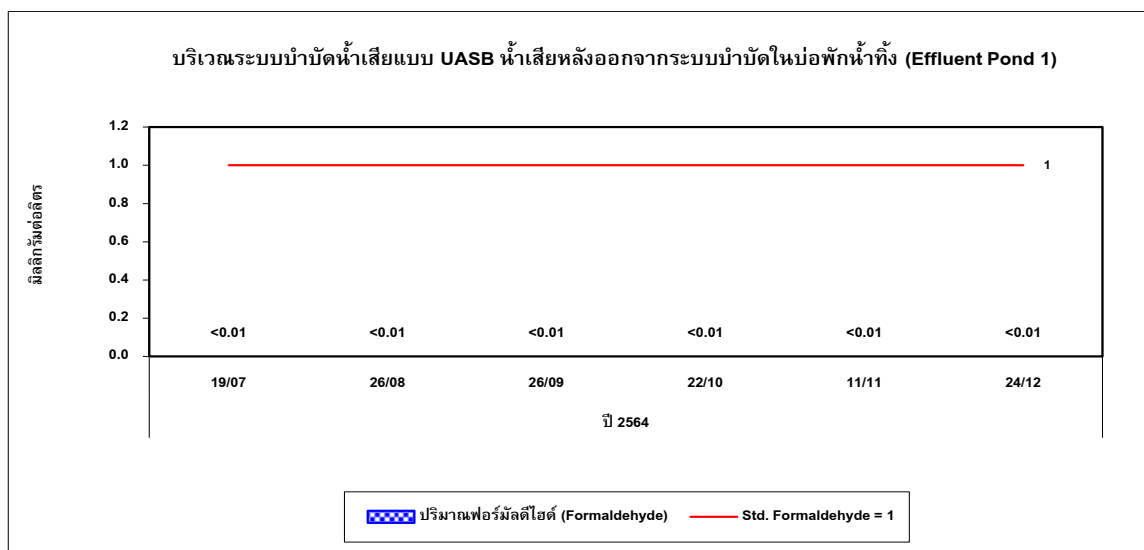 บริเวณระบบบำบัดน้ำเสียแบบ UASB น้ำเสียหลังออกจากระบบบำบัดในบ่อพักน้ำทิ้ง (Effluent Pond 1)
มิลลิกรัมต่อลิตร
1.2
1.0
1
0.8
0.6
0.4
0.2
<0.01 <0.01 <0.01 <0.01 <0.01 <0.01
0.0
19/07 26/08 26/09 22/10 11/11 24/12
ปี 2564
ปริมาณฟอร์มัลดีไฮด์ (Formaldehyde) Std. Formaldehyde = 1